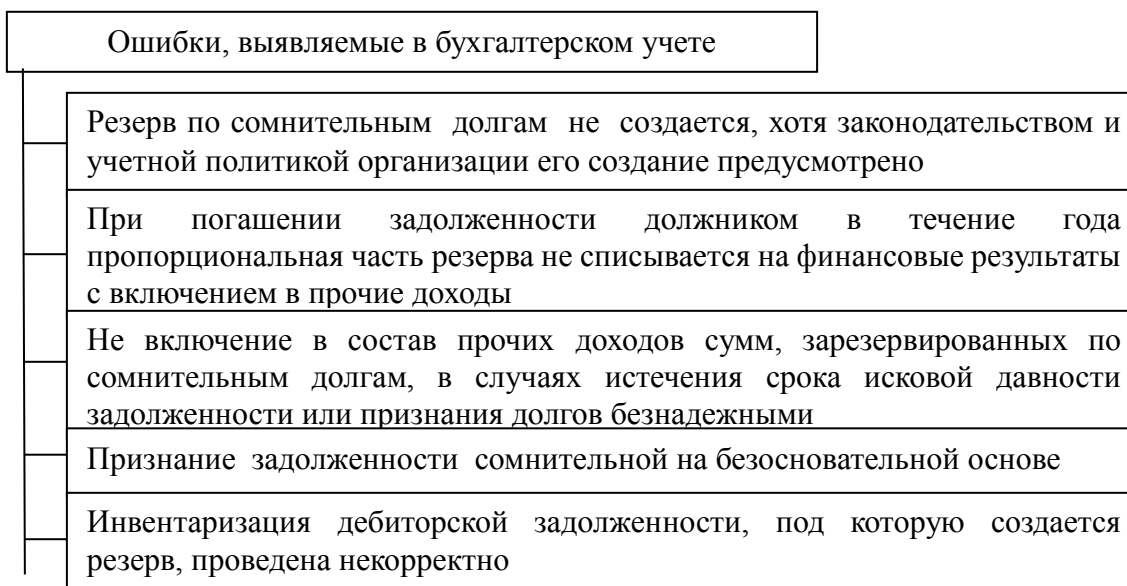 Ошибки, выявляемые в бухгалтерском учете
Резерв по сомнительным долгам не создается, хотя законодательством и
учетной политикой организации его создание предусмотрено
При погашении задолженности должником в течение года
пропорциональная часть резерва не списывается на финансовые результаты
с включением в прочие доходы
Не включение в состав прочих доходов сумм, зарезервированных по
сомнительным долгам, в случаях истечения срока исковой давности
задолженности или признания долгов безнадежными
Признание задолженности сомнительной на безосновательной основе
Инвентаризация дебиторской задолженности, под которую создается
резерв, проведена некорректно